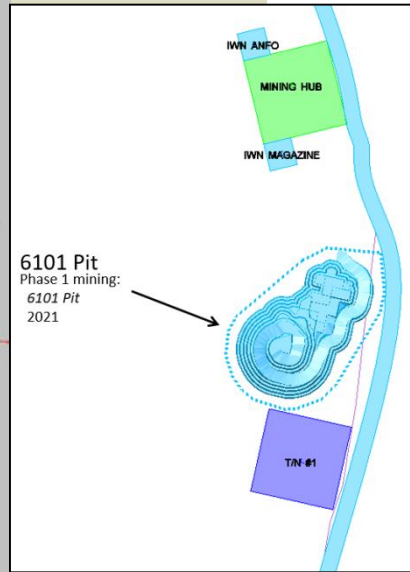 IWN ANFO
MINING HUB
IWN MAGAZINE
6101 Pit
Phase 1 mining:
6101 Pit
2021
T/N #1